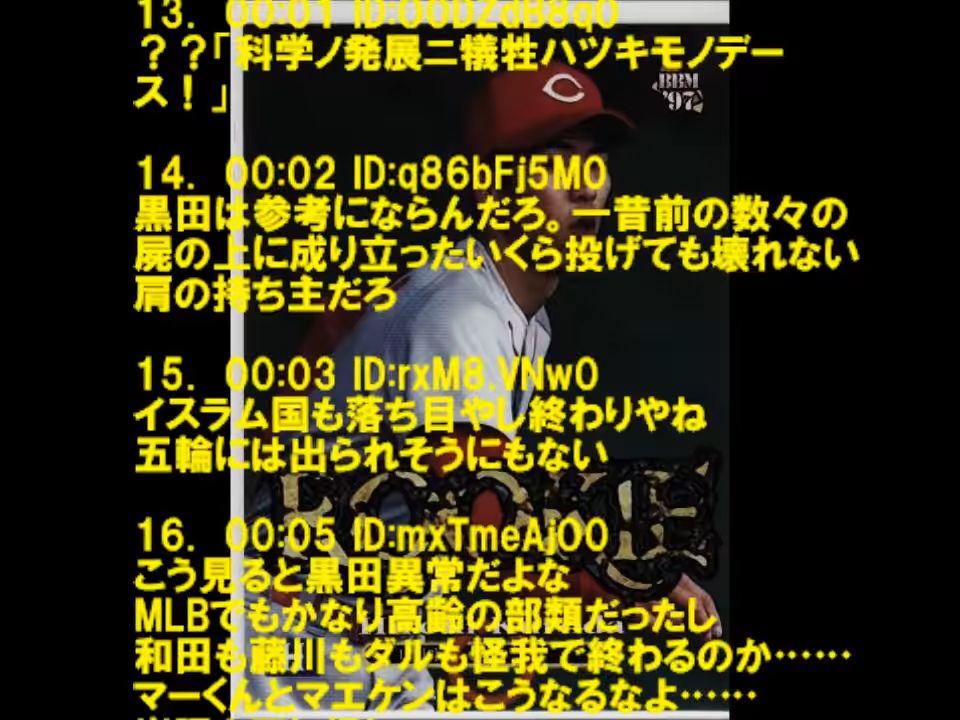 13. 00:01 ID:OODZdB8q0
??「科学ノ発展ニ犠牲ハツキモノデー
ス!」
BBM
'97
14. 00:02 ID:q86bFj5M0
黒田は参考にならんだろ。一昔前の数々の
屍の上に成り立ったいくら投げても壊れない
肩の持ち主だろ
15. 00:03 ID:rxM8.VNw0
イスラム国も落ち目やし終わりやね
五輪には出られそうにもない
ROOKIE
16. 00:05 ID:mxTmeAjO0
こう見ると黒田異常だよな
MLBでもかなり高齢の部類だったし
和田も藤川もダルも怪我で終わるのか……
マーくんとマエケンはこうなるなよ……